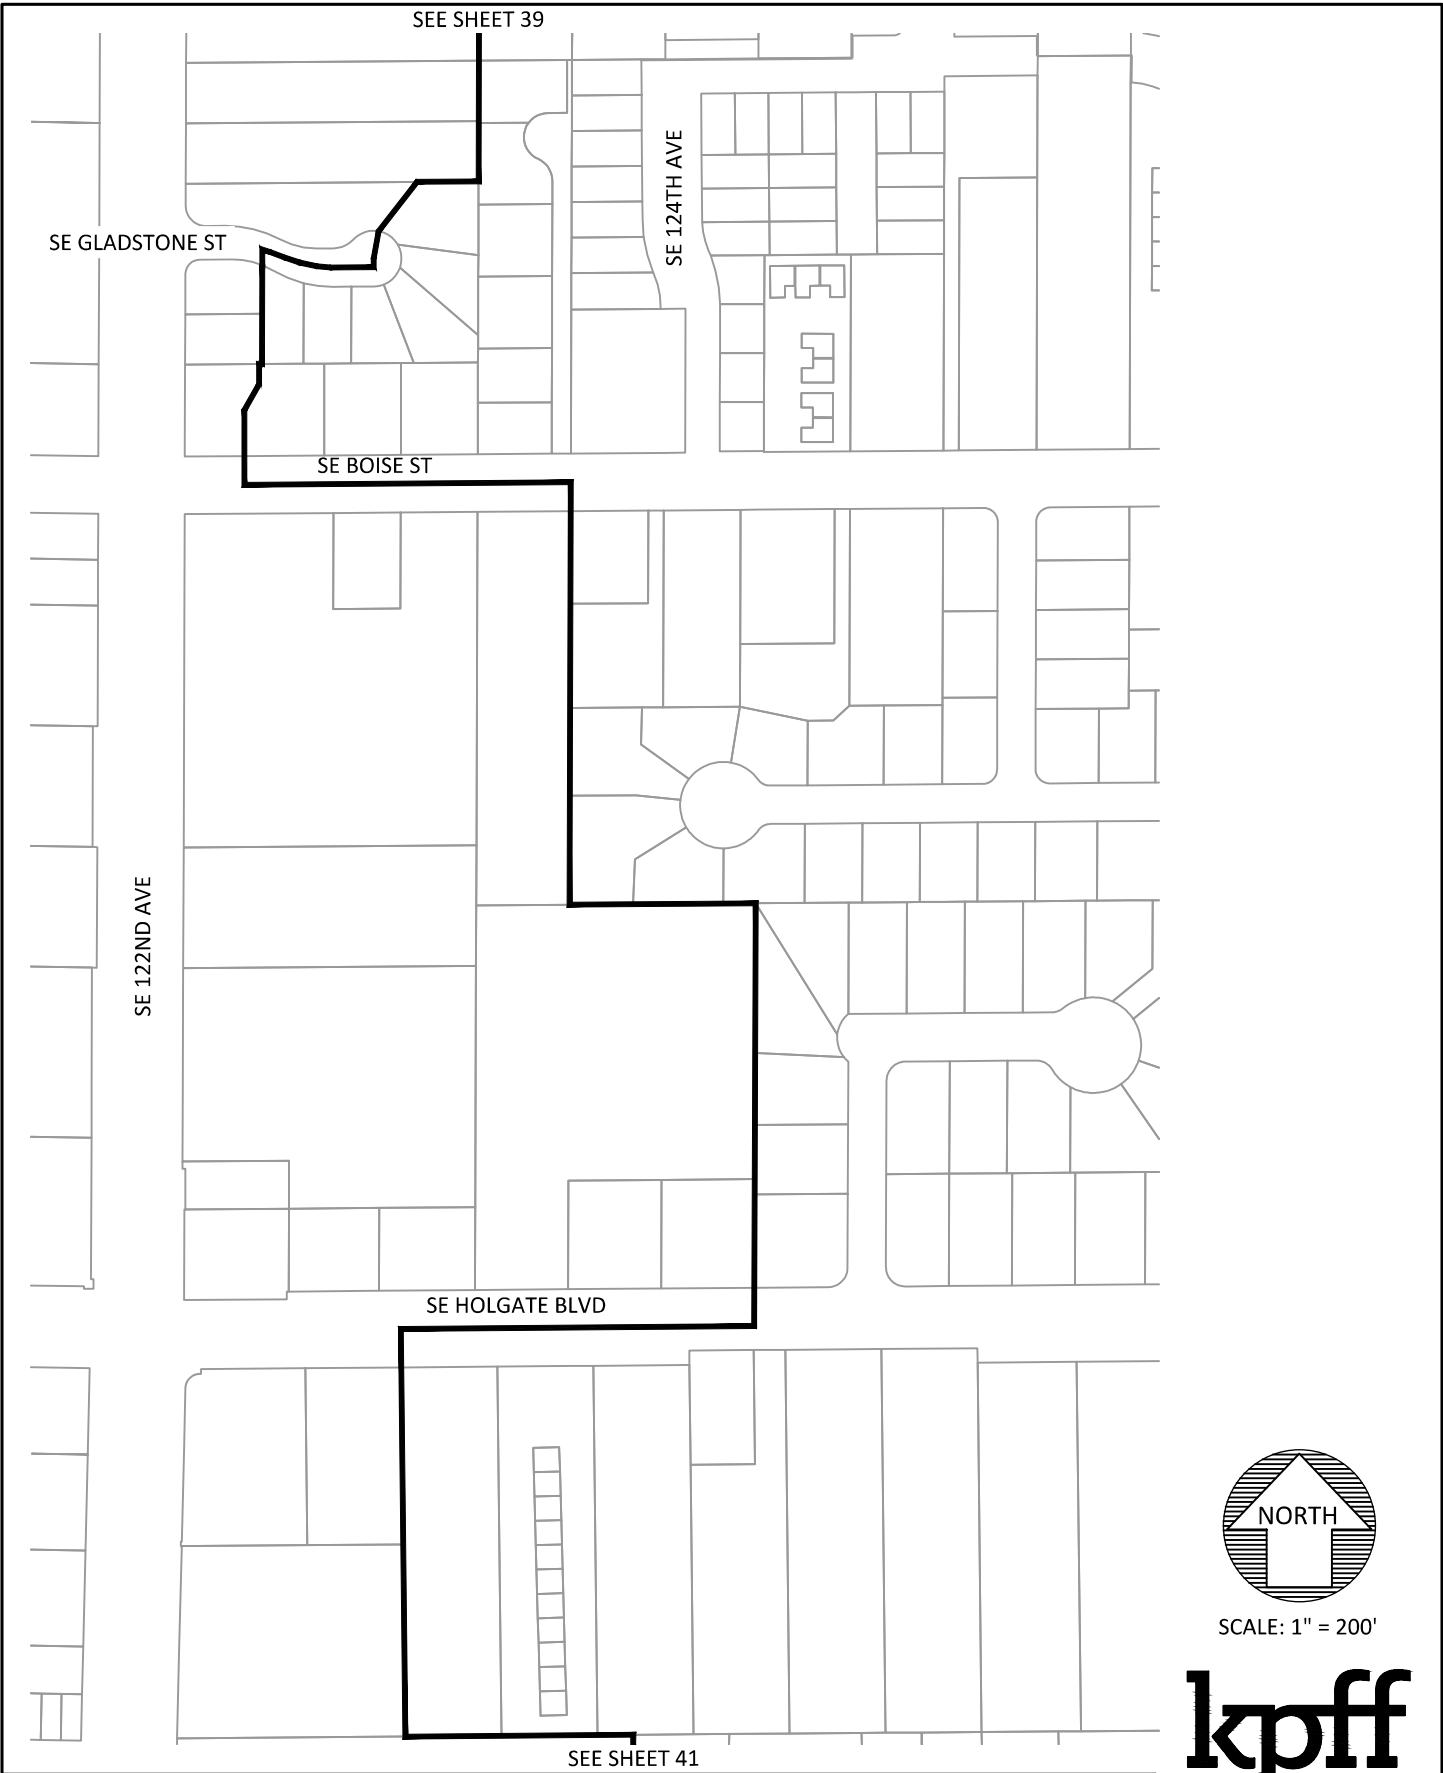 SEE SHEET 39
SE 124TH AVE
SE GLADSTONE ST
SE BOISE ST
SE 122ND AVE
SE HOLGATE BLVD
NORTH
SCALE: 1" = 200'
kpff
SEE SHEET 41